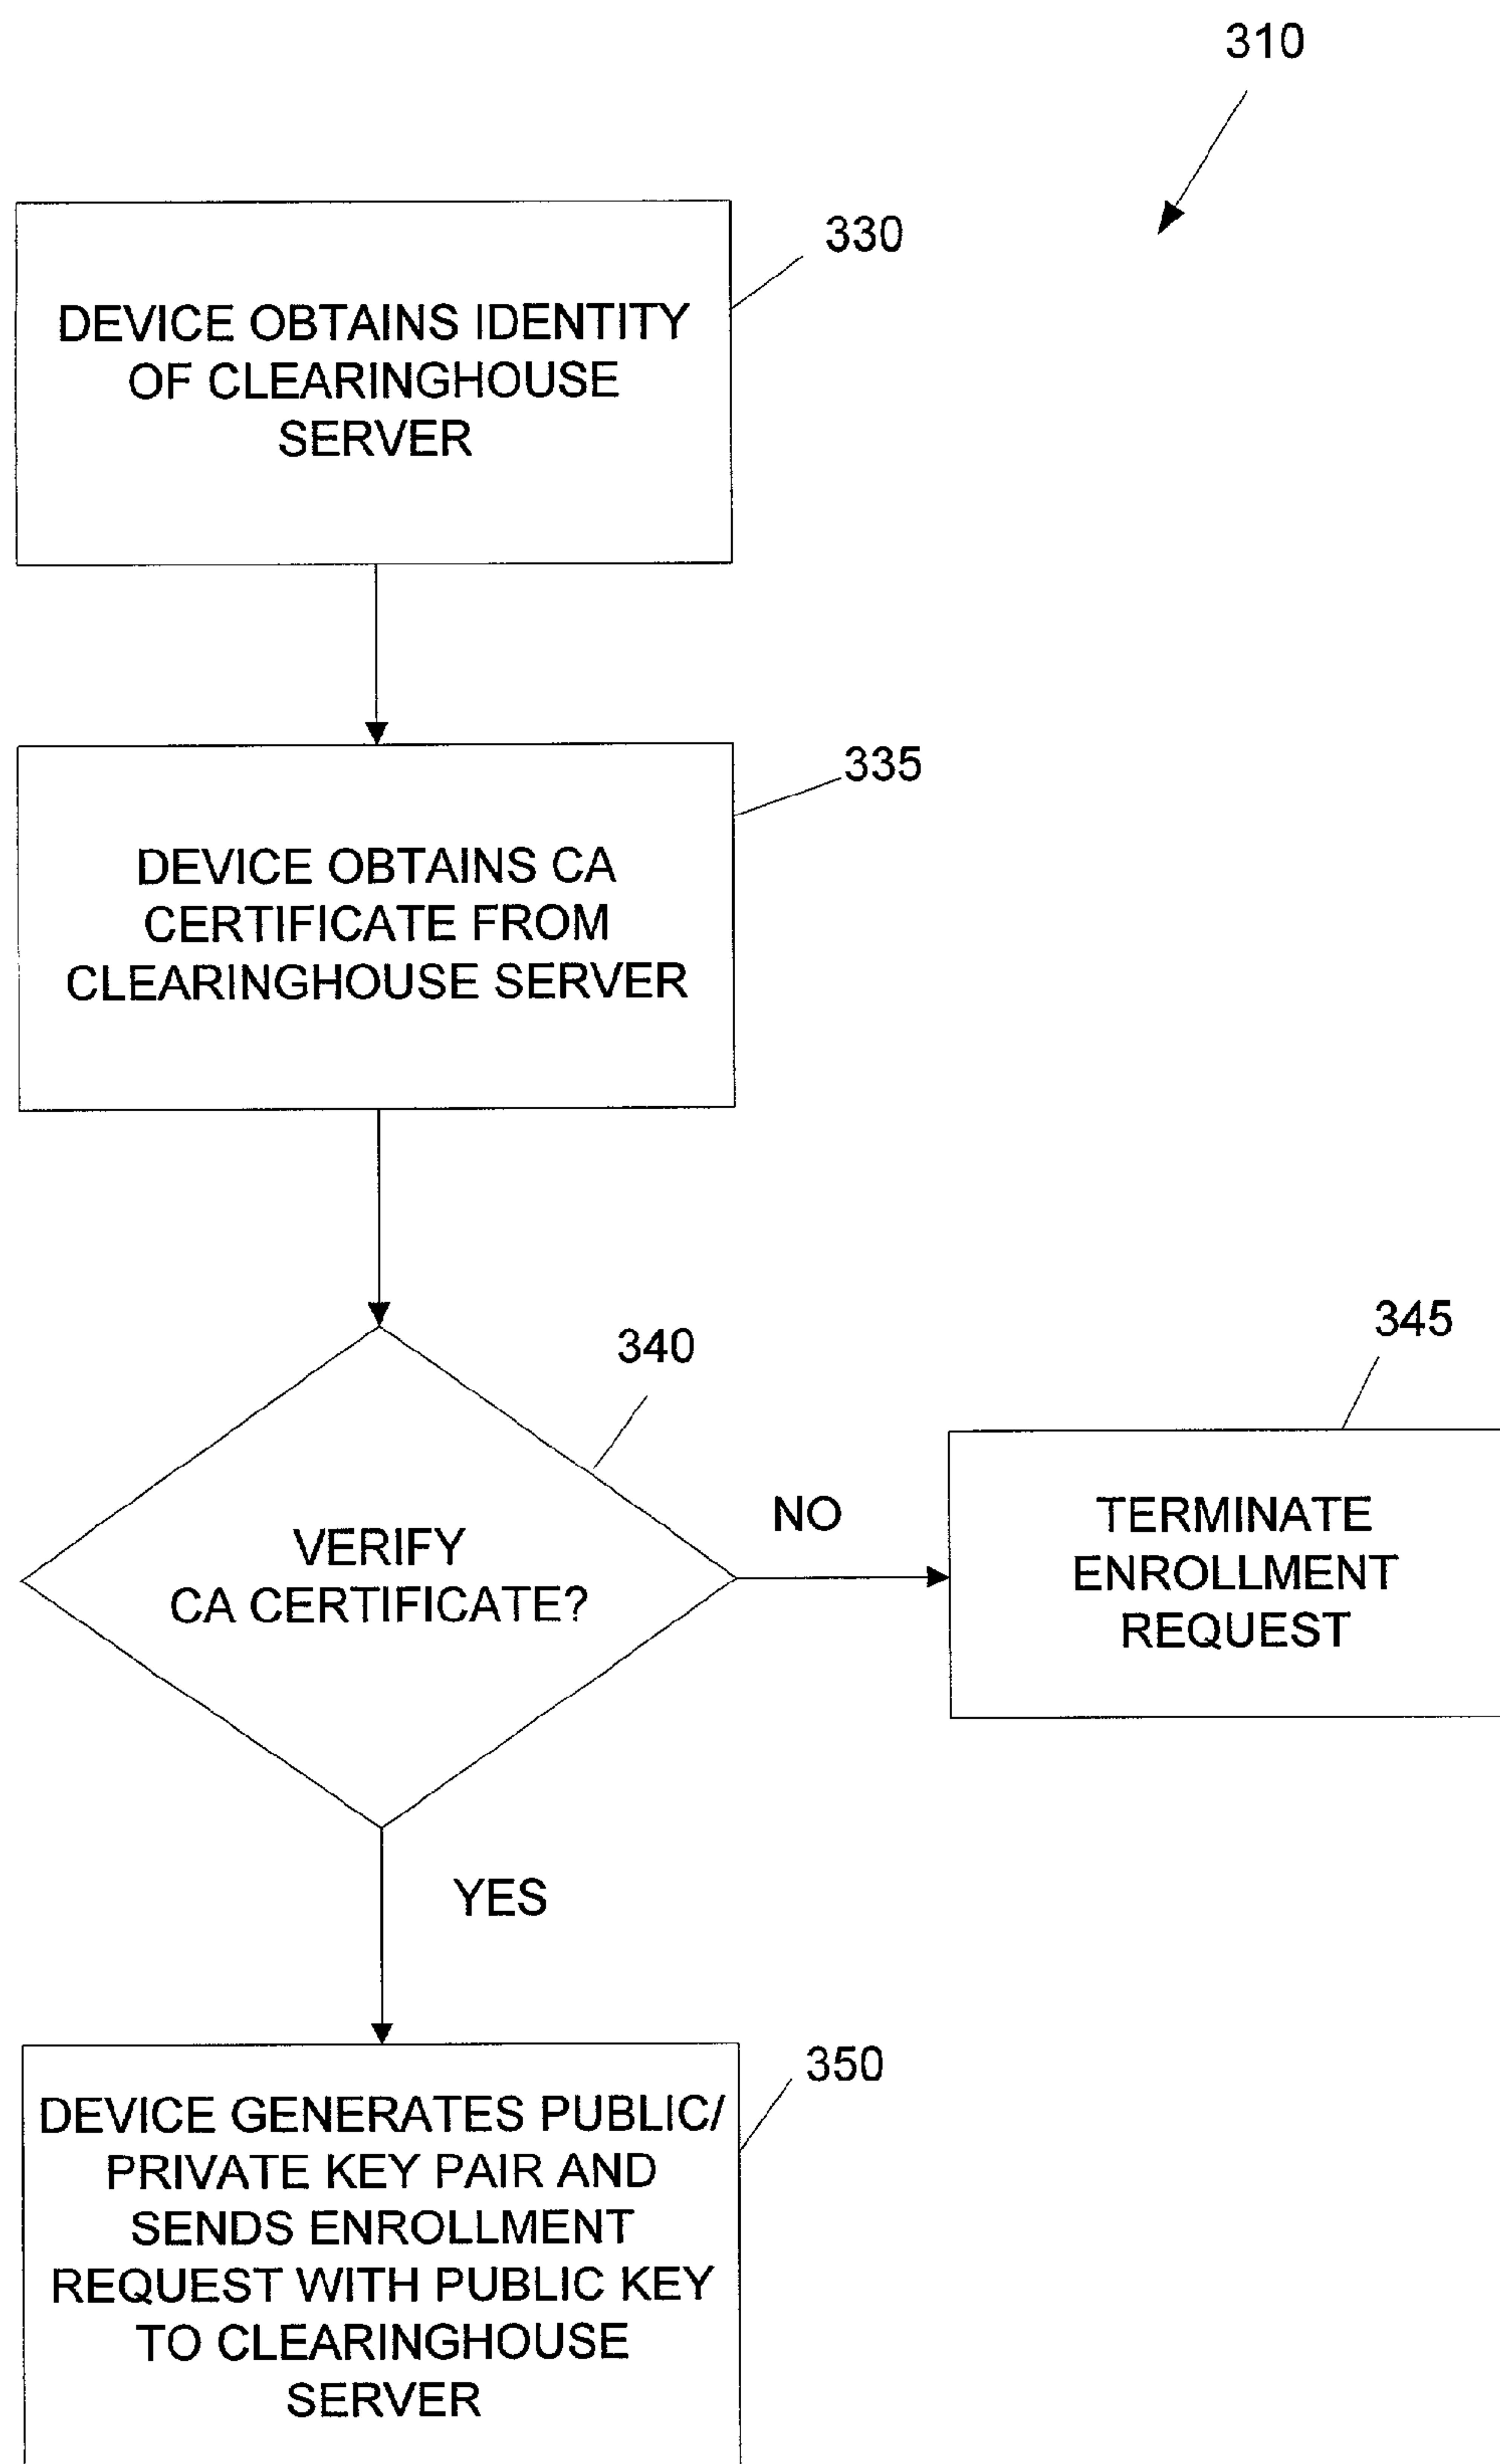 310
330
DEVICE OBTAINS IDENTITY
OF CLEARINGHOUSE
SERVER
335
DEVICE OBTAINS CA
CERTIFICATE FROM
CLEARINGHOUSE SERVER
340
345
VERIFY
CA CERTIFICATE?
NO
TERMINATE
ENROLLMENT
REQUEST
YES
350
DEVICE GENERATES PUBLIC/
PRIVATE KEY PAIR AND
SENDS ENROLLMENT
REQUEST WITH PUBLIC KEY
TO CLEARINGHOUSE
SERVER